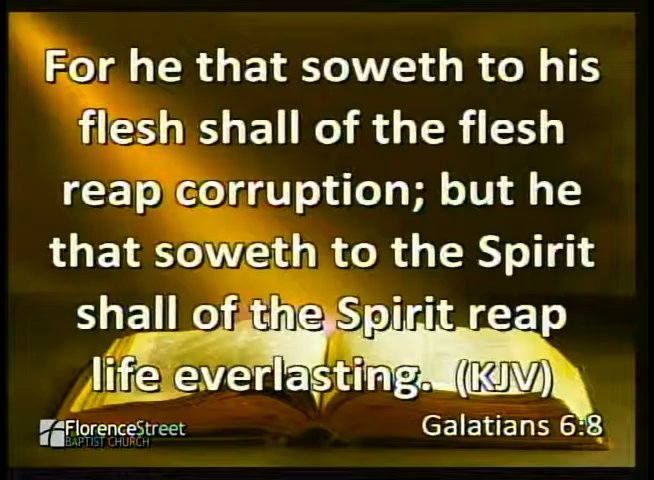 For he that soweth to his
flesh shall of the flesh
reap corruption; but he
that soweth to the Spirit
shall of the Spirit reap
life everlasting. (KJV)
Galatians 6:8
FlorenceStreet
BAPTIST CHURCH